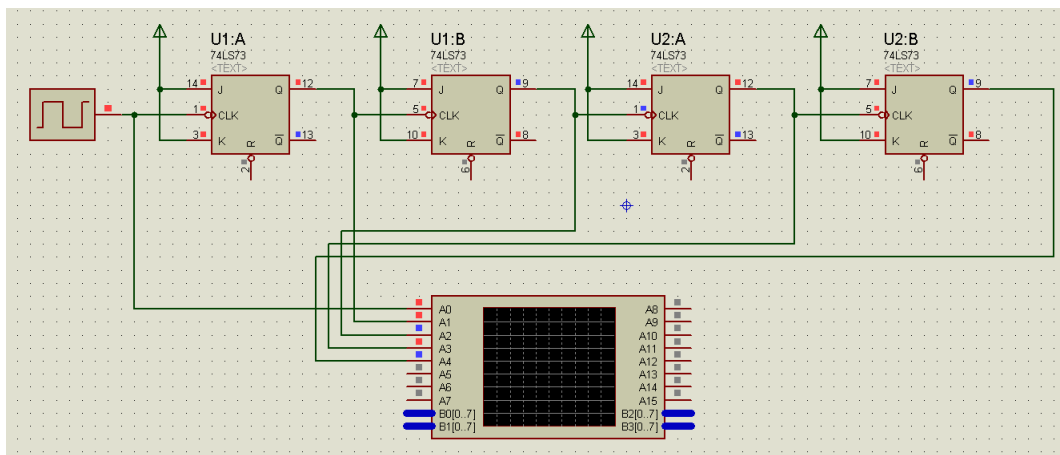 U1:A
74LS73
<TEXT>
U1:B
74LS73
<TEXT>
U2:A
74LS73
<TEXT>
U2:B
74LS73
<TEXT>
14 J Q 12
1 CLK
3 K Q 13
R
2
7 J Q 9
5 CLK
10 K Q 8
R
6
14 J Q 12
1 CLK
3 K Q 13
R
2
7 J Q 9
5 CLK
10 K Q 8
R
6
A0 A8
A1 A9
A2 A10
A3 A11
A4 A12
A5 A13
A6 A14
A7 A15
B0[0..7] B2[0..7]
B1[0..7] B3[0..7]